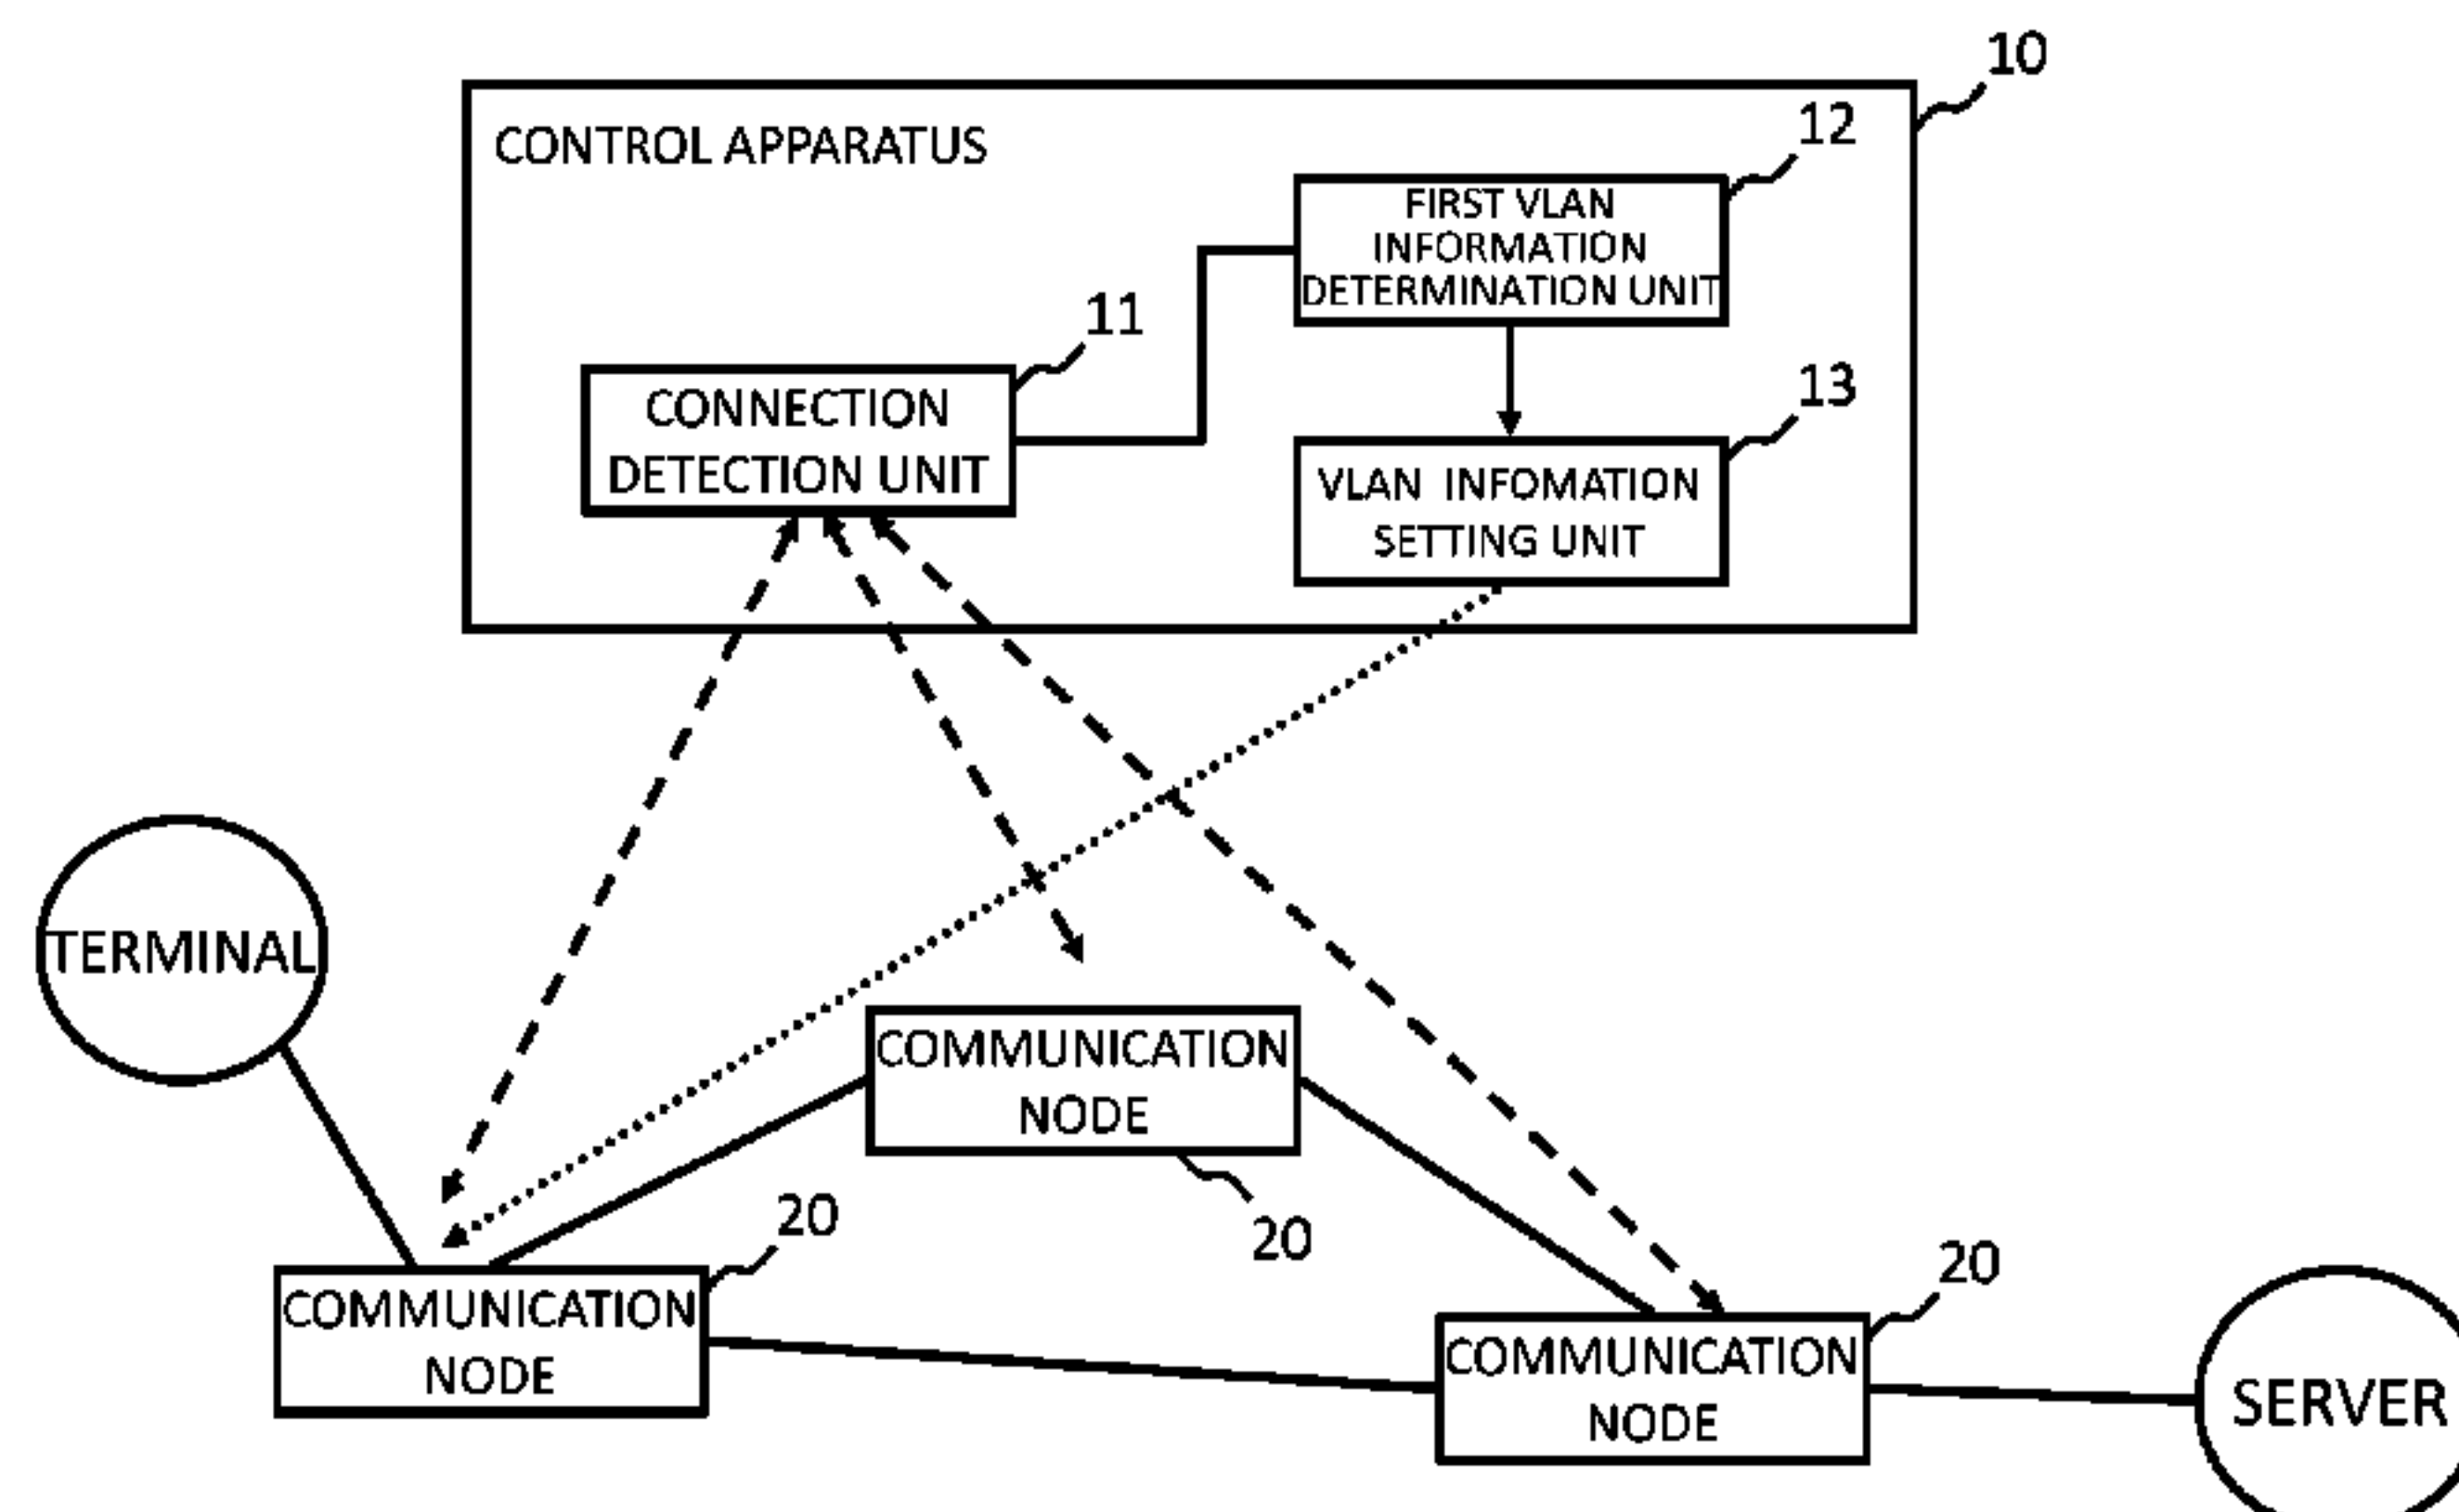 10
CONTROL APPARATUS
12
FIRST VLAN
INFORMATION
DETERMINATION UNIT
11
CONNECTION
DETECTION UNIT
13
VLAN INFOMATION
SETTING UNIT
TERMINAL
COMMUNICATION
NODE
20
20
COMMUNICATION
NODE
20
COMMUNICATION
NODE
SERVER